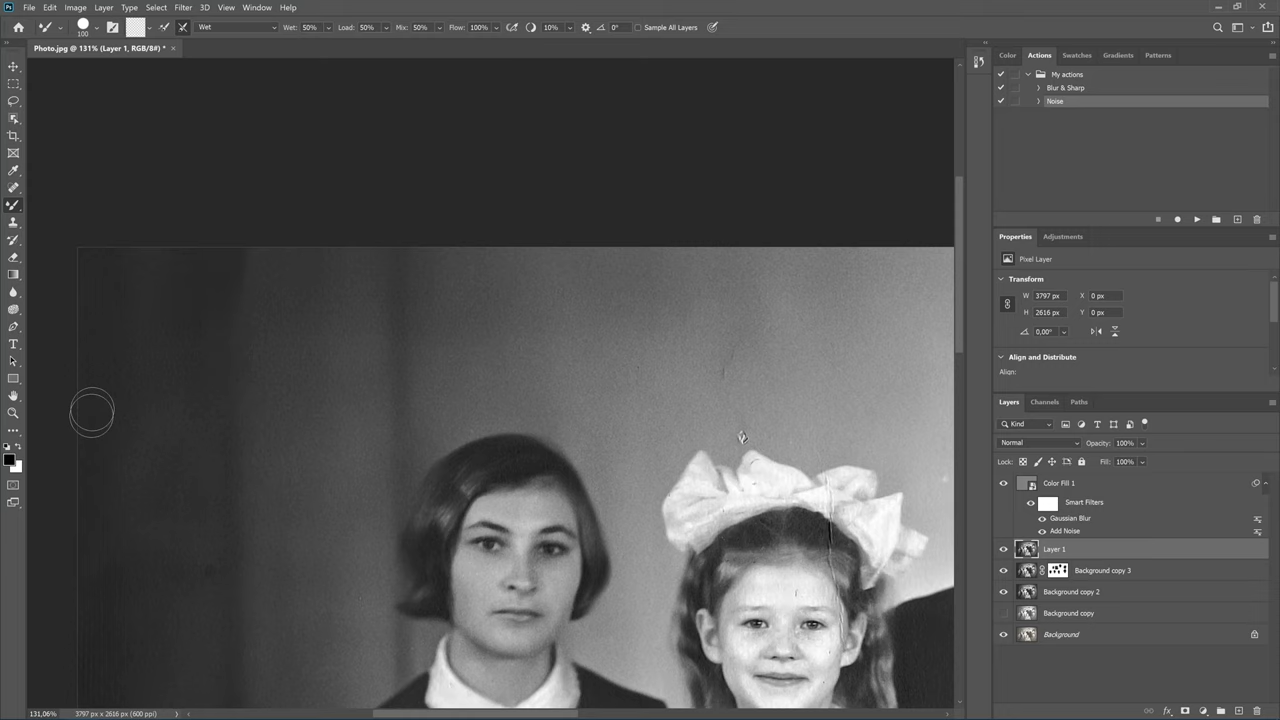 Ps File Edit Image Layer Type Select Filter 3D View Window Help
100 Wet Wet: 50% Load: 50% Mix: 50% Flow: 100% 10% 0° Sample All Layers
Photo.jpg @ 131% (Layer 1, RGB/8#) * ×
Color Actions Swatches Gradients Patterns
My actions
Blur & Sharp
Noise
Properties Adjustments
Pixel Layer
Transform
W 3797 px X 0 px
H 2616 px Y 0 px
0,00°
Align and Distribute
Align:
Layers Channels Paths
Kind
Normal Opacity: 100%
Lock: Fill: 100%
Color Fill 1
Smart Filters
Gaussian Blur
Add Noise
Layer 1
Background copy 3
Background copy 2
Background copy
Background
131,06% 3797 px x 2616 px (600 ppi)